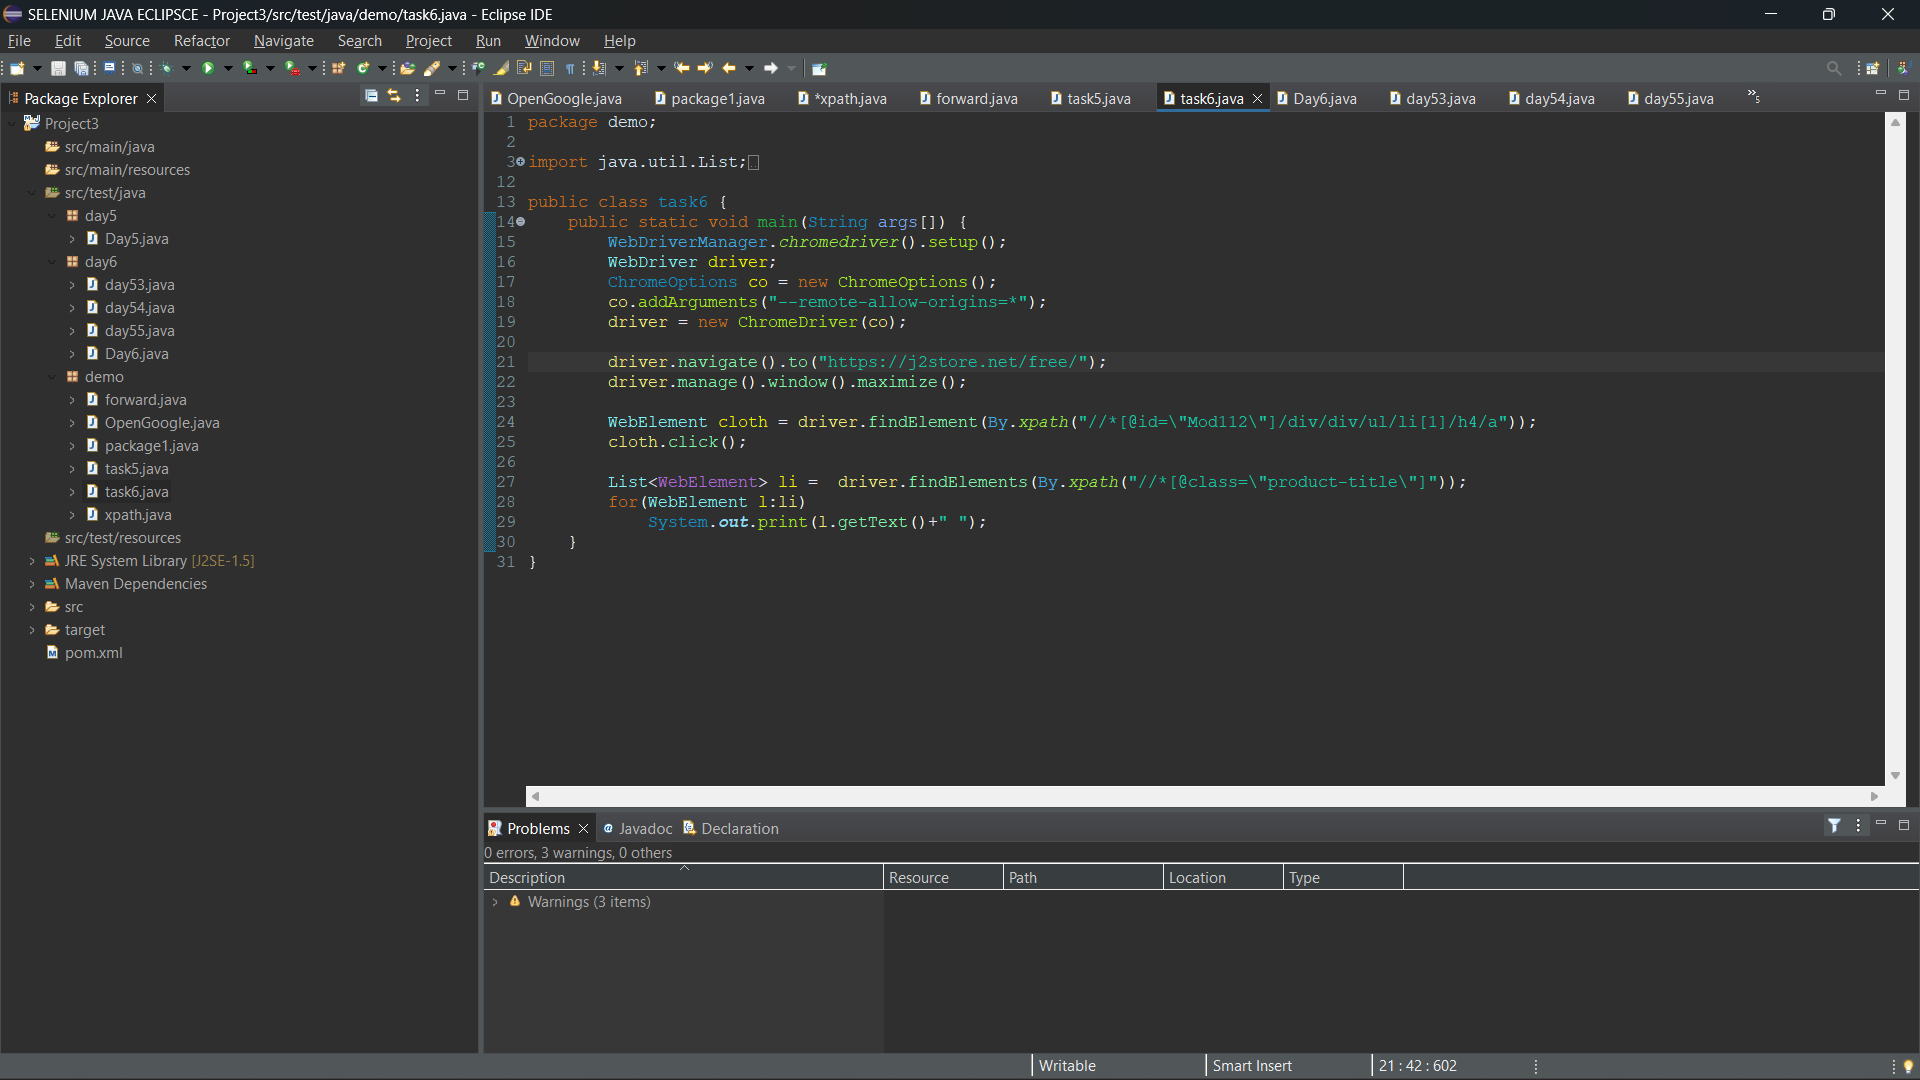 SELENIUM JAVA ECLIPSCE - Project3/src/test/java/demo/task6.java - Eclipse IDE
File Edit Source Refactor Navigate Search Project Run Window Help
Package Explorer
Project3
src/main/java
src/main/resources
src/test/java
day5
Day5.java
day6
day53.java
day54.java
day55.java
Day6.java
demo
forward.java
OpenGoogle.java
package1.java
task5.java
task6.java
xpath.java
src/test/resources
JRE System Library [J2SE-1.5]
Maven Dependencies
src
target
pom.xml
OpenGoogle.java package1.java *xpath.java forward.java task5.java task6.java Day6.java day53.java day54.java day55.java »5
1 package demo;
2
3 import java.util.List;
12
13 public class task6 {
14 public static void main(String args[]) {
15 WebDriverManager.chromedriver().setup();
16 WebDriver driver;
17 ChromeOptions co = new ChromeOptions();
18 co.addArguments("--remote-allow-origins=*");
19 driver = new ChromeDriver(co);
20
21 driver.navigate().to("https://j2store.net/free/");
22 driver.manage().window().maximize();
23
24 WebElement cloth = driver.findElement(By.xpath("//*[@id=\"Mod112\"]/div/div/ul/li[1]/h4/a"));
25 cloth.click();
26
27 List<WebElement> li =  driver.findElements(By.xpath("//*[@class=\"product-title\"]"));
28 for(WebElement l:li)
29 System.out.print(l.getText()+" ");
30 }
31 }
Problems Javadoc Declaration
0 errors, 3 warnings, 0 others
Description Resource Path Location Type
Warnings (3 items)
Writable Smart Insert 21 : 42 : 602